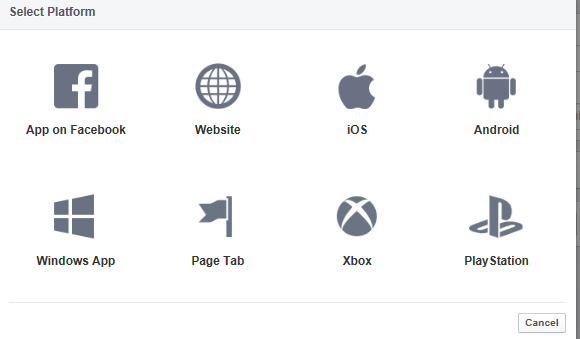 Select Platform
App on Facebook
Website
iOS
Android
Windows App
Page Tab
Xbox
PlayStation
Cancel